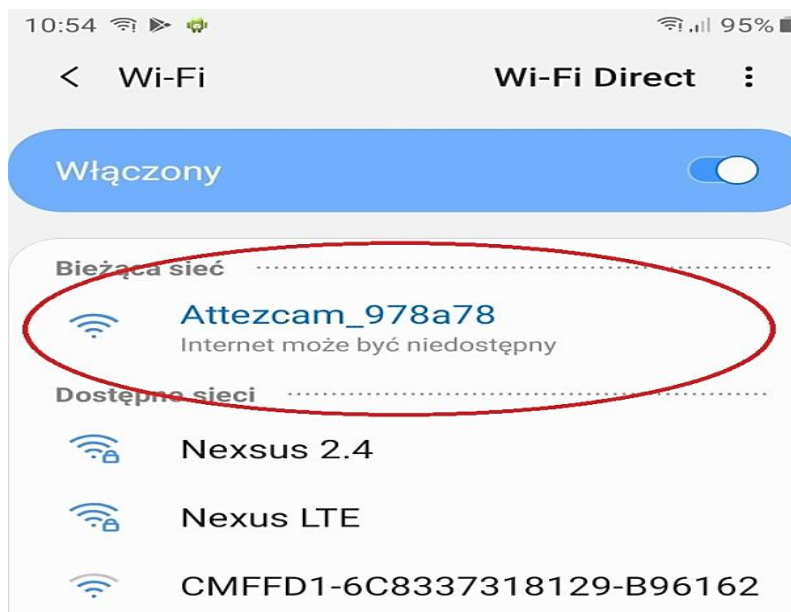 10:54 95%
Wi-Fi Wi-Fi Direct
Włączony
Bieżąca sieć
Attezcam_978a78
Internet może być niedostępny
Dostępne sieci
Nexsus 2.4
Nexus LTE
CMFFD1-6C8337318129-B96162